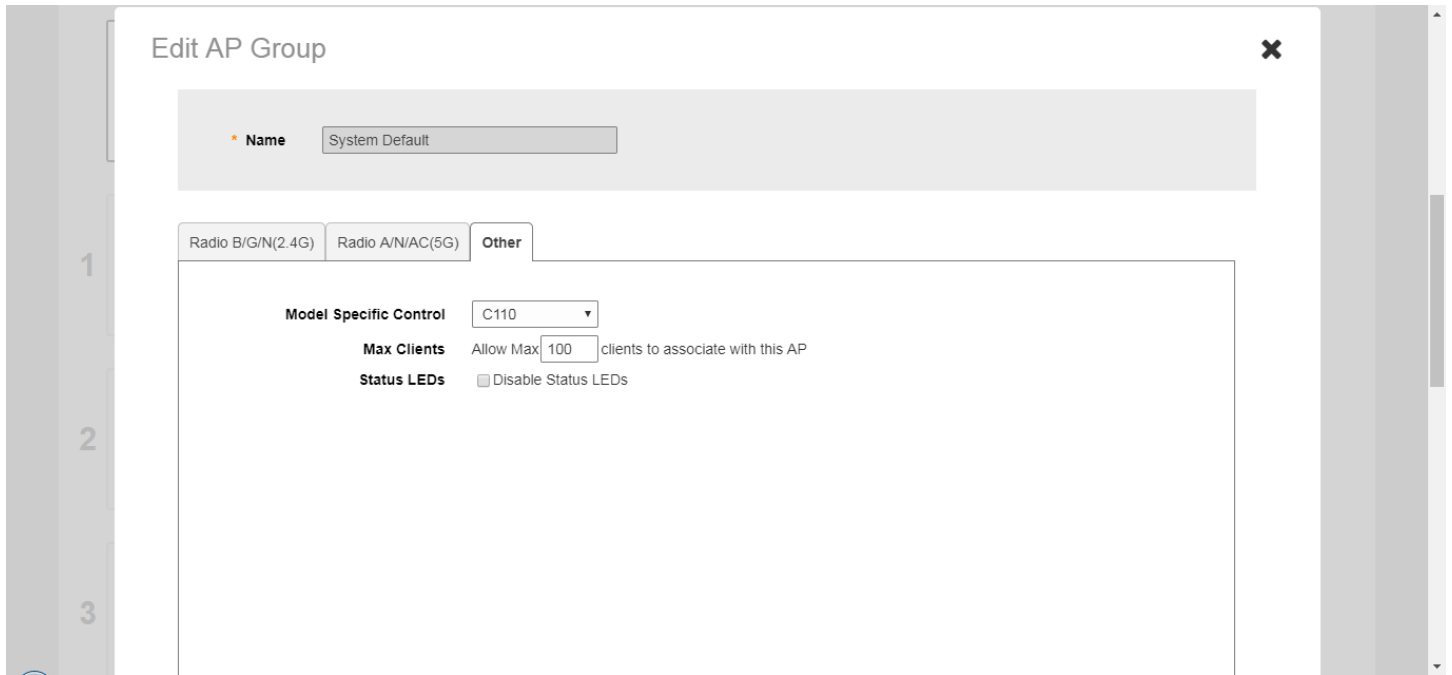 Edit AP Group
✖
* Name System Default
Radio B/G/N(2.4G) Radio A/N/AC(5G) Other
1
Model Specific Control C110
Max Clients Allow Max 100 clients to associate with this AP
Status LEDs Disable Status LEDs
2
3